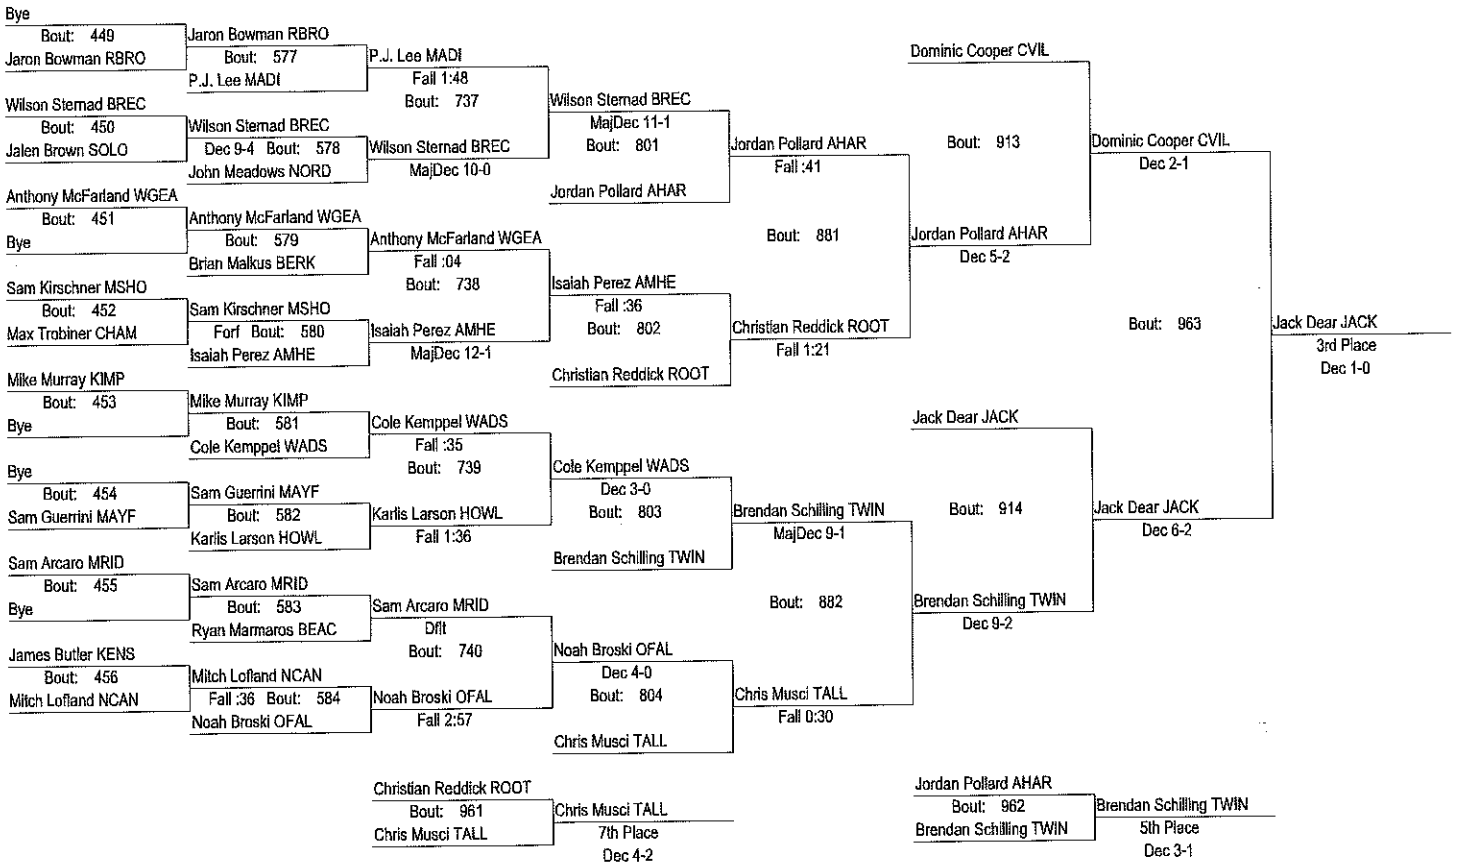 Bye
Bout: 449
Jaron Bowman RBRO
Wilson Sternad BREC
Bout: 450
Jalen Brown SOLO
Anthony McFarland WGEA
Bout: 451
Bye
Sam Kirschner MSHO
Bout: 452
Max Trobiner CHAM
Mike Murray KIMP
Bout: 453
Bye
Bye
Bout: 454
Sam Guerrini MAYF
Sam Arcaro MRID
Bout: 455
Bye
James Butler KENS
Bout: 456
Mitch Lofland NCAN
Jaron Bowman RBRO
Bout: 577
P.J. Lee MADI
Wilson Sternad BREC
Dec 9-4 Bout: 578
John Meadows NORD
Anthony McFarland WGEA
Bout: 579
Brian Malkus BERK
Sam Kirschner MSHO
Forf Bout: 580
Isaiah Perez AMHE
Mike Murray KIMP
Bout: 581
Cole Kemppel WADS
Sam Guerrini MAYF
Bout: 582
Karlis Larson HOWL
Sam Arcaro MRID
Bout: 583
Ryan Marmaros BEAC
Mitch Lofland NCAN
Fall :36 Bout: 584
Noah Broski OFAL
P.J. Lee MADI
Fall 1:48
Bout: 737
Wilson Sternad BREC
MajDec 10-0
Anthony McFarland WGEA
Fall :04
Bout: 738
Isaiah Perez AMHE
MajDec 12-1
Cole Kemppel WADS
Fall :35
Bout: 739
Karlis Larson HOWL
Fall 1:36
Sam Arcaro MRID
Dflt
Bout: 740
Noah Broski OFAL
Fall 2:57
Wilson Sternad BREC
MajDec 11-1
Bout: 801
Jordan Pollard AHAR
Isaiah Perez AMHE
Fall :36
Bout: 802
Christian Reddick ROOT
Cole Kemppel WADS
Dec 3-0
Bout: 803
Brendan Schilling TWIN
Noah Broski OFAL
Dec 4-0
Bout: 804
Chris Musci TALL
Jordan Pollard AHAR
Fall :41
Bout: 881
Christian Reddick ROOT
Fall 1:21
Brendan Schilling TWIN
MajDec 9-1
Bout: 882
Chris Musci TALL
Fall 0:30
Dominic Cooper CVIL
Bout: 913
Jordan Pollard AHAR
Dec 5-2
Jack Dear JACK
Bout: 914
Brendan Schilling TWIN
Dec 9-2
Dominic Cooper CVIL
Dec 2-1
Bout: 963
Jack Dear JACK
Dec 6-2
Jack Dear JACK
3rd Place
Dec 1-0
Christian Reddick ROOT
Bout: 961
Chris Musci TALL
Chris Musci TALL
7th Place
Dec 4-2
Jordan Pollard AHAR
Bout: 962
Brendan Schilling TWIN
Brendan Schilling TWIN
5th Place
Dec 3-1